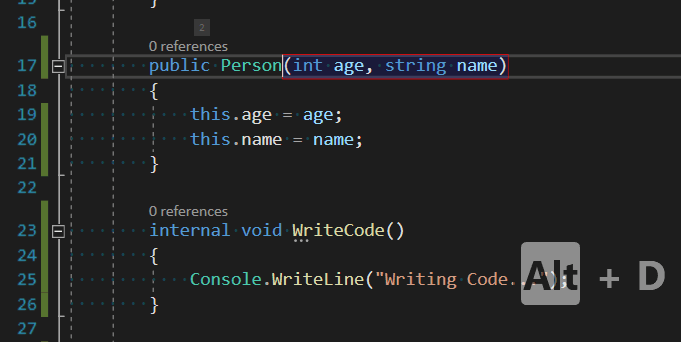 15 }
16 2
0 references
17 public Person(int age, string name)
18 {
19 this.age = age;
20 this.name = name;
21 }
22
0 references
23 internal void WriteCode()
24 {
25 Console.WriteLine("Writing Code...");
26 }
27
Alt + D